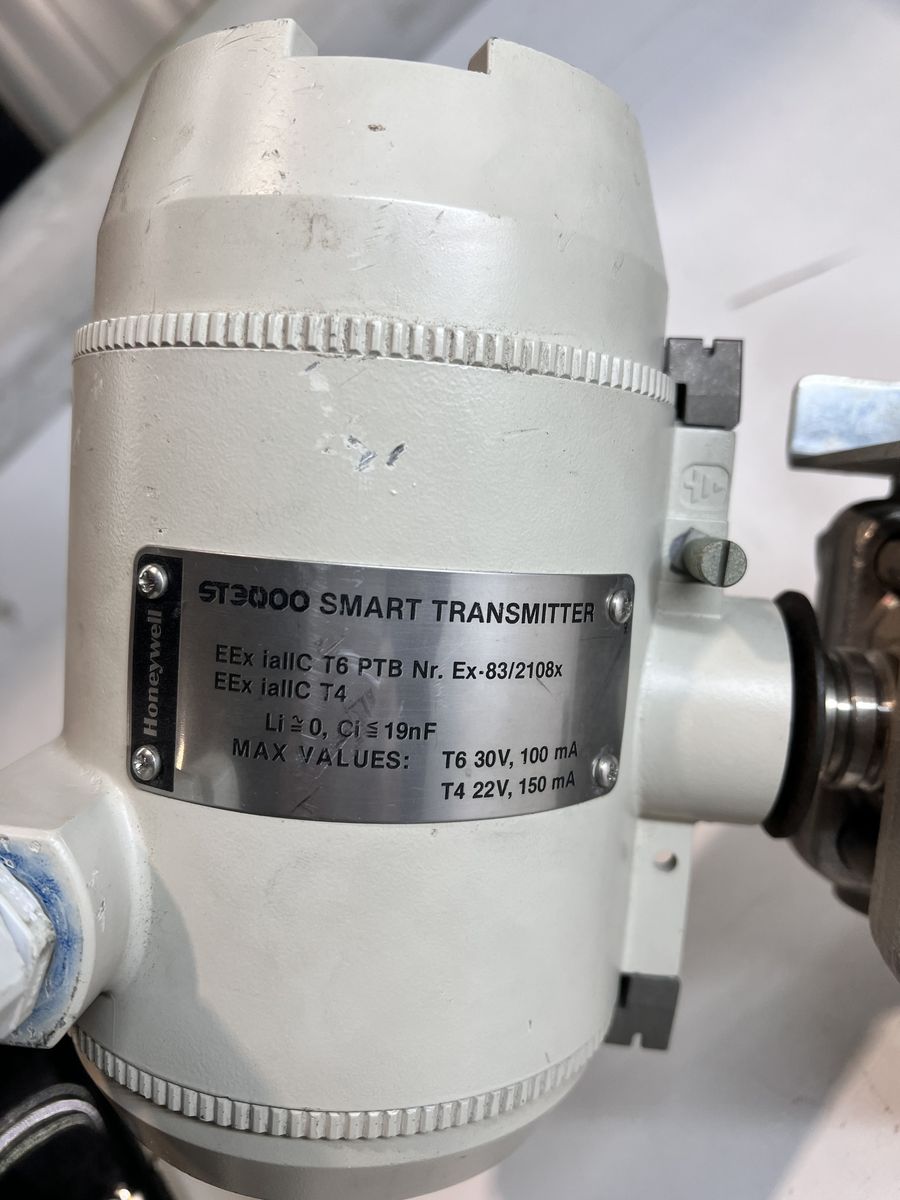 Honeywell
ST3000 SMART TRANSMITTER
EEx iaIIC T6 PTB Nr. Ex-83/2108x
EEx iaIIC T4
Li ≅ 0, Ci ≦ 19nF
MAX VALUES: T6 30V, 100 mA
T4 22V, 150 mA